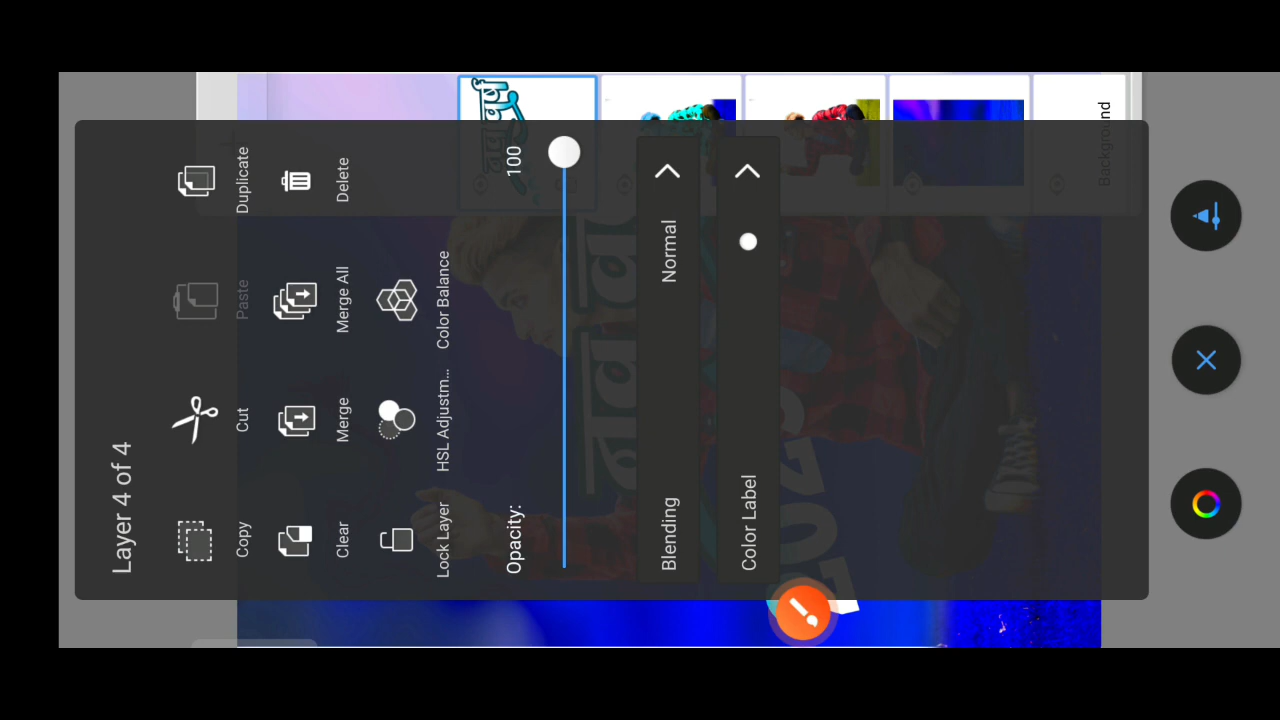 Layer 4 of 4
Copy
Cut
Paste
Duplicate
Clear
Merge
Merge All
Delete
Lock Layer
HSL Adjustm...
Color Balance
Opacity:
100
Blending
Normal
Color Label
Background